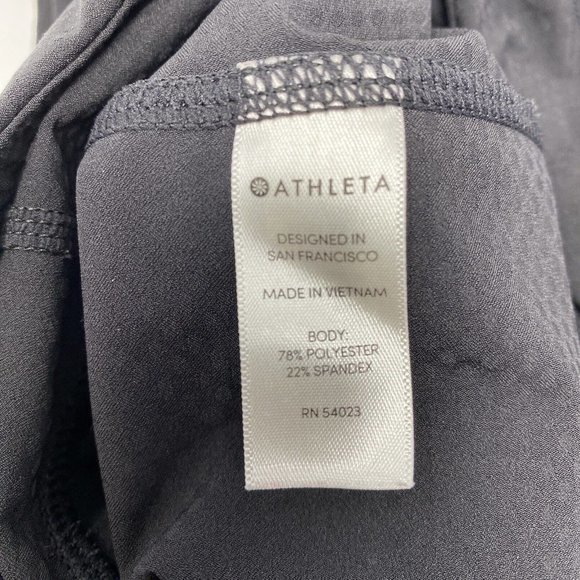 ATHLETA
DESIGNED IN
SAN FRANCISCO
MADE IN VIETNAM
BODY:
78% POLYESTER
22% SPANDEX
RN 54023